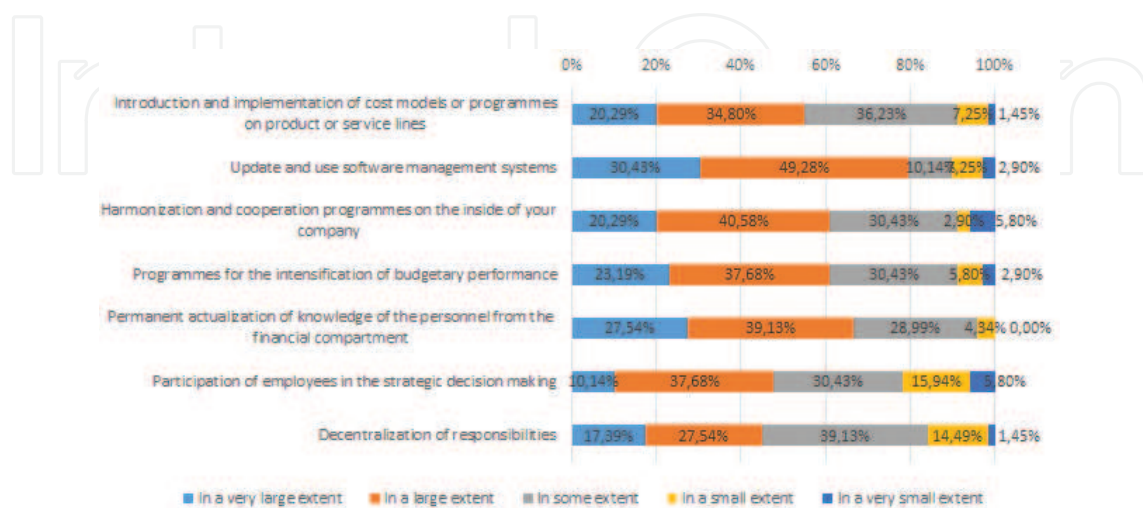 0% 20% 40% 60% 80% 100%
Introduction and implementation of cost models or programmes
on product or service lines
20,29% 34,80% 36,23% 7,25% 1,45%
Update and use software management systems
30,43% 49,28% 10,14% 7,25% 2,90%
Harmonization and cooperation programmes on the inside of your
company
20,29% 40,58% 30,43% 2,90% 5,80%
Programmes for the intensification of budgetary performance
23,19% 37,68% 30,43% 5,80% 2,90%
Permanent actualization of knowledge of the personnel from the
financial compartment
27,54% 39,13% 28,99% 4,34% 0,00%
Participation of employees in the strategic decision making
10,14% 37,68% 30,43% 15,94% 5,80%
Decentralization of responsibilities
17,39% 27,54% 39,13% 14,49% 1,45%
In a very large extent In a large extent In some extent In a small extent In a very small extent